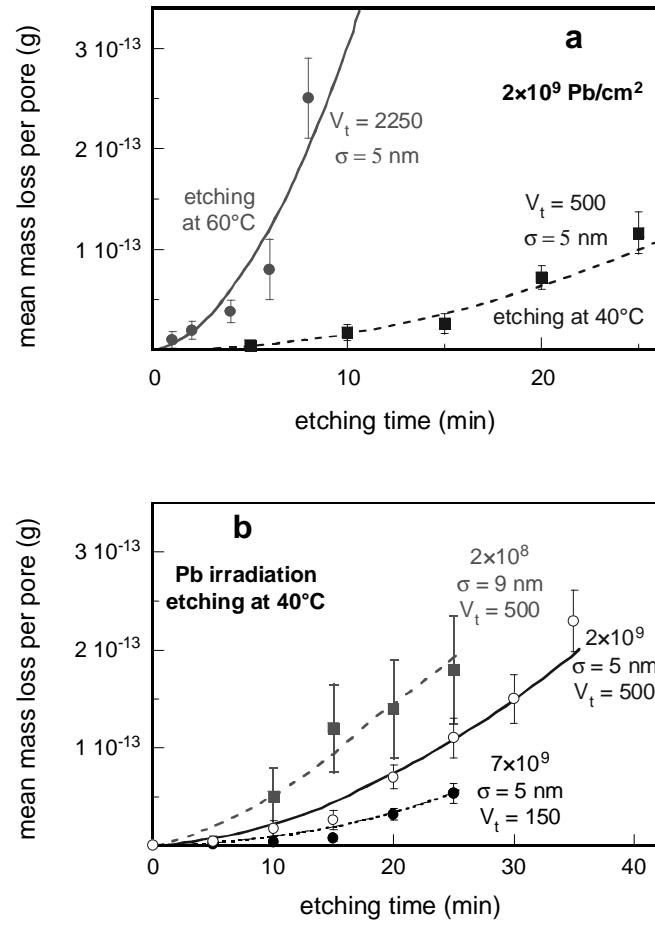 a
2×10⁹ Pb/cm²
3 10⁻¹³
2 10⁻¹³
1 10⁻¹³
mean mass loss per pore (g)
Vₜ = 2250
σ = 5 nm
etching
at 60°C
Vₜ = 500
σ = 5 nm
etching at 40°C
0
10
20
etching time (min)
b
Pb irradiation
etching at 40°C
3 10⁻¹³
2 10⁻¹³
1 10⁻¹³
mean mass loss per pore (g)
2×10⁸
σ = 9 nm
Vₜ = 500
2×10⁹
σ = 5 nm
Vₜ = 500
7×10⁹
σ = 5 nm
Vₜ = 150
0
10
20
30
40
etching time (min)